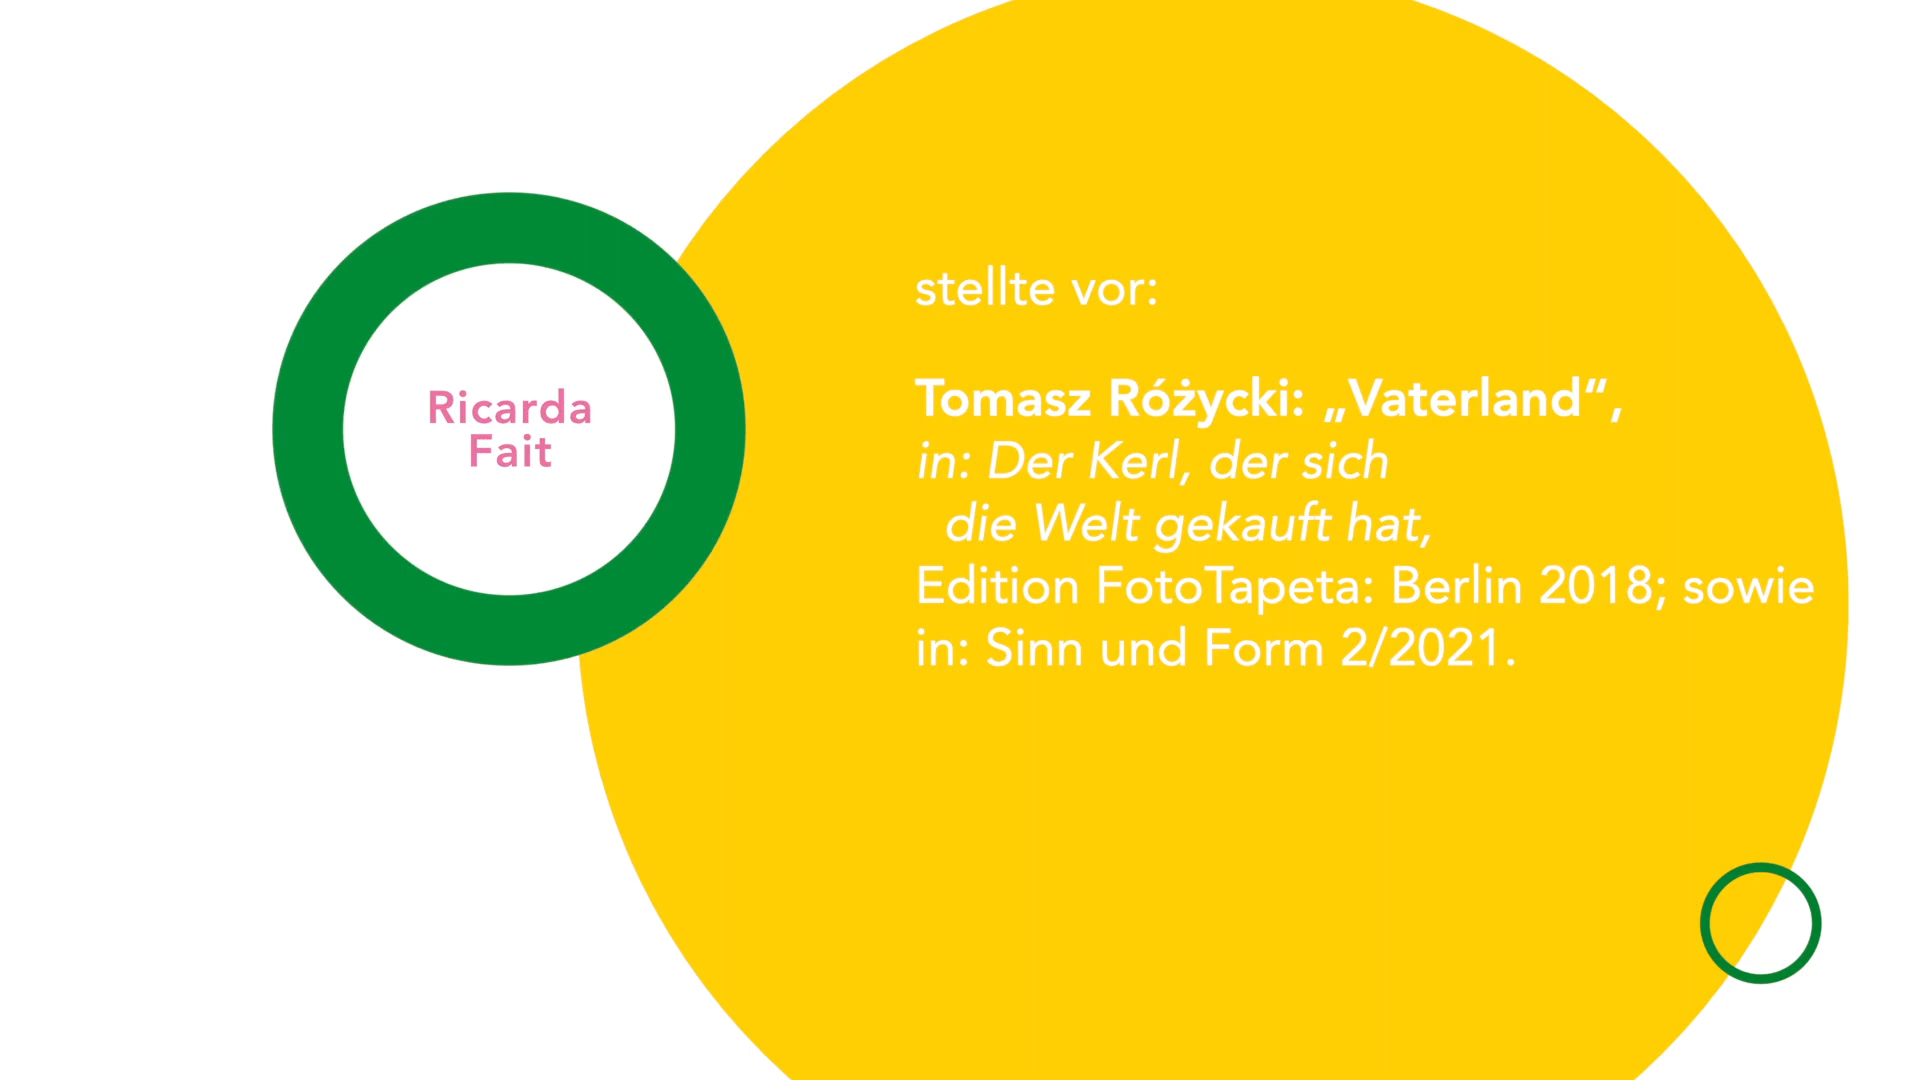 Ricarda
Fait
stellte vor:
Tomasz Różycki: „Vaterland“,
in: Der Kerl, der sich
die Welt gekauft hat,
Edition FotoTapeta: Berlin 2018; sowie
in: Sinn und Form 2/2021.